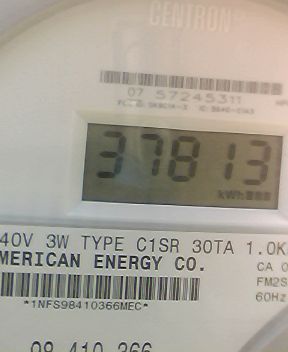 CENTRON
07 57245311
37813
kWh
40V 3W TYPE C1SR 30TA 1.0K
MERICAN ENERGY CO.
CA 0
FM2S
60Hz
*1NFS98410366MEC*
98 410 366